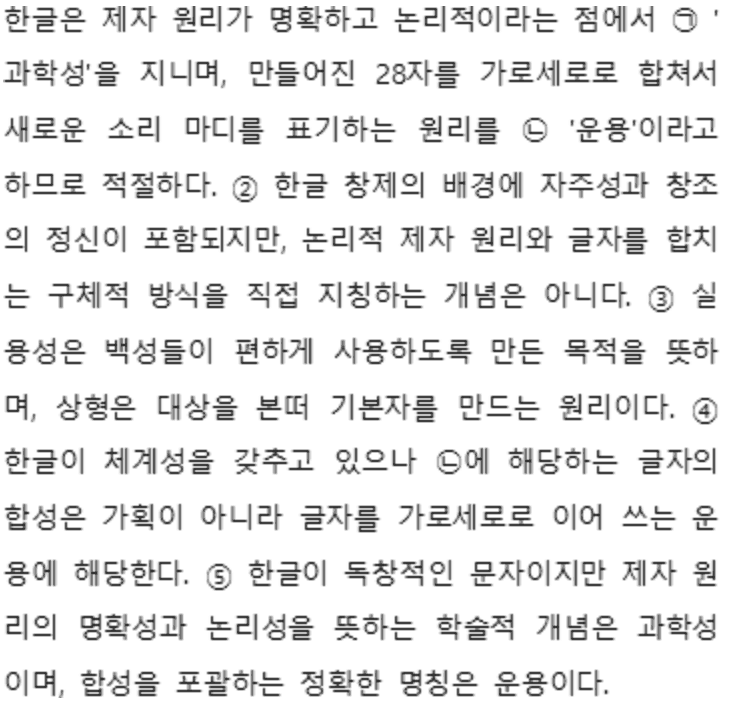 한글은 제자 원리가 명확하고 논리적이라는 점에서 ㉠ '
과학성'을 지니며, 만들어진 28자를 가로세로로 합쳐서
새로운 소리 마디를 표기하는 원리를 ㉡ '운용'이라고
하므로 적절하다. ② 한글 창제의 배경에 자주성과 창조
의 정신이 포함되지만, 논리적 제자 원리와 글자를 합치
는 구체적 방식을 직접 지칭하는 개념은 아니다. ③ 실
용성은 백성들이 편하게 사용하도록 만든 목적을 뜻하
며, 상형은 대상을 본떠 기본자를 만드는 원리이다. ④
한글이 체계성을 갖추고 있으나 ㉡에 해당하는 글자의
합성은 가획이 아니라 글자를 가로세로로 이어 쓰는 운
용에 해당한다. ⑤ 한글이 독창적인 문자이지만 제자 원
리의 명확성과 논리성을 뜻하는 학술적 개념은 과학성
이며, 합성을 포괄하는 정확한 명칭은 운용이다.